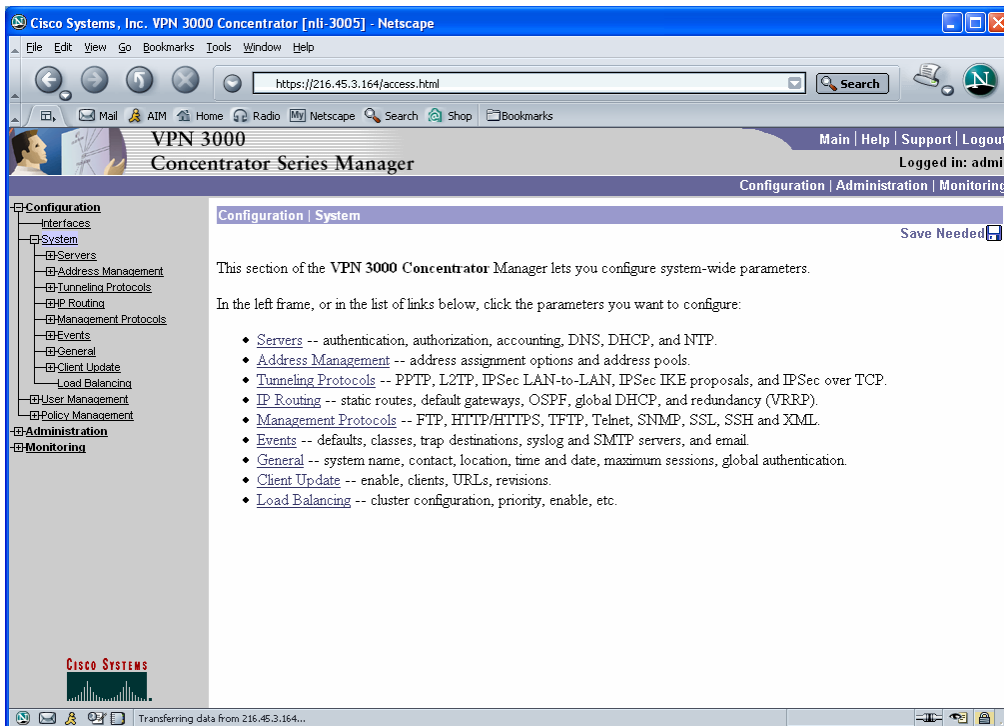 Cisco Systems, Inc. VPN 3000 Concentrator [nli-3005] - Netscape
File Edit View Go Bookmarks Tools Window Help
https://216.45.3.164/access.html
Search
N
Mail AIM Home Radio My Netscape Search Shop Bookmarks
VPN 3000
Concentrator Series Manager
Main | Help | Support | Logout
Logged in: admi
Configuration | Administration | Monitoring
Configuration
Interfaces
System
Servers
Address Management
Tunneling Protocols
IP Routing
Management Protocols
Events
General
Client Update
Load Balancing
User Management
Policy Management
Administration
Monitoring
Configuration | System
Save Needed
This section of the VPN 3000 Concentrator Manager lets you configure system-wide parameters.
In the left frame, or in the list of links below, click the parameters you want to configure:
Servers -- authentication, authorization, accounting, DNS, DHCP, and NTP.
Address Management -- address assignment options and address pools.
Tunneling Protocols -- PPTP, L2TP, IPSec LAN-to-LAN, IPSec IKE proposals, and IPSec over TCP.
IP Routing -- static routes, default gateways, OSPF, global DHCP, and redundancy (VRRP).
Management Protocols -- FTP, HTTP/HTTPS, TFTP, Telnet, SNMP, SSL, SSH and XML.
Events -- defaults, classes, trap destinations, syslog and SMTP servers, and email.
General -- system name, contact, location, time and date, maximum sessions, global authentication.
Client Update -- enable, clients, URLs, revisions.
Load Balancing -- cluster configuration, priority, enable, etc.
CISCO SYSTEMS
Transferring data from 216.45.3.164...